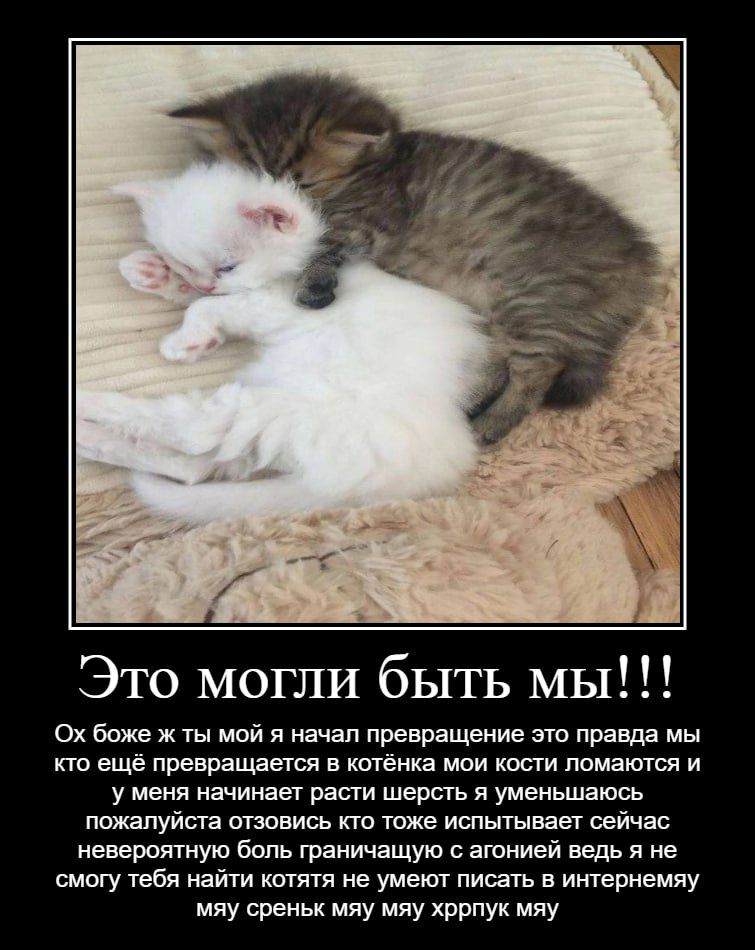 Это могли быть мы!!!
Ох боже ж ты мой я начал превращение это правда мы
кто ещё превращается в котёнка мои кости ломаются и
у меня начинает расти шерсть я уменьшаюсь
пожалуйста отзовись кто тоже испытывает сейчас
невероятную боль граничащую с агонией ведь я не
смогу тебя найти котятя не умеют писать в интернемяу
мяу среньк мяу мяу хррпук мяу